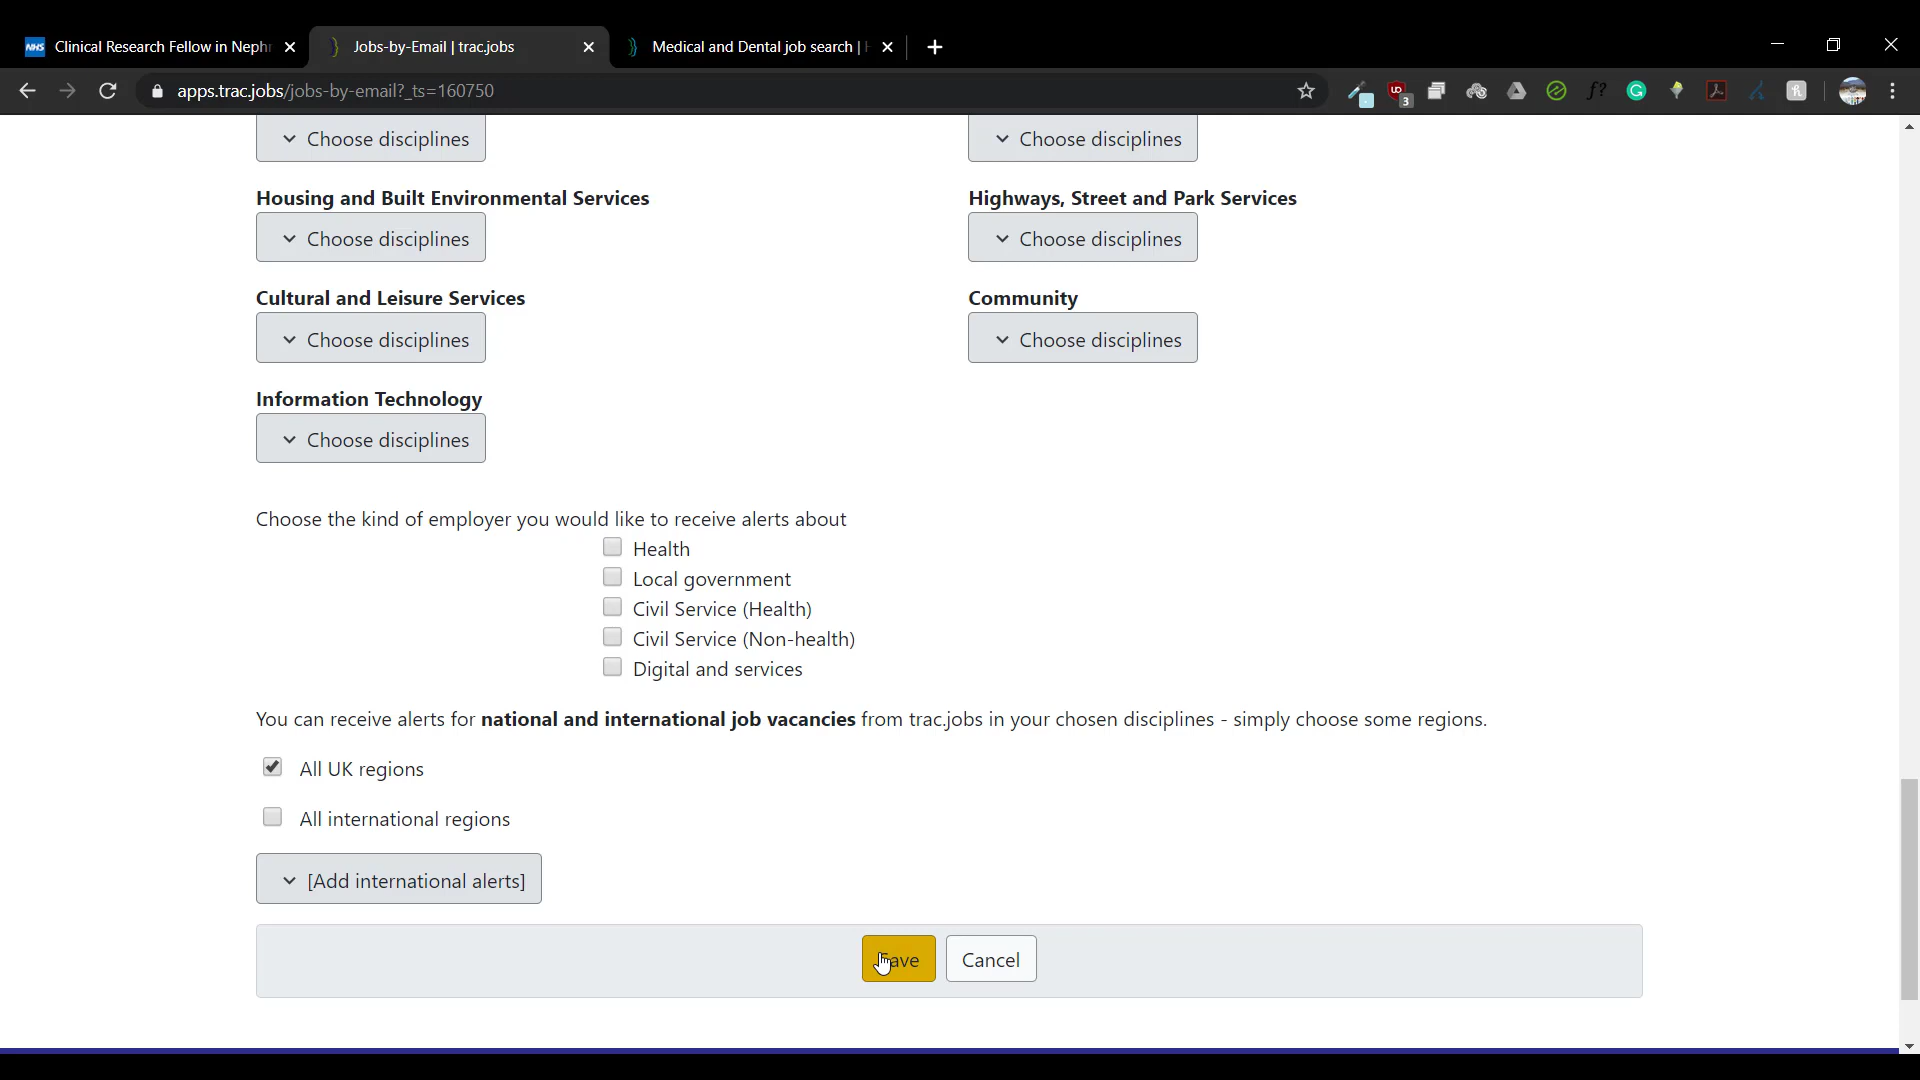 Clinical Research Fellow in Neph
Jobs-by-Email | trac.jobs
Medical and Dental job search |
apps.trac.jobs/jobs-by-email?_ts=160750
Choose disciplines
Choose disciplines
Housing and Built Environmental Services
Highways, Street and Park Services
Choose disciplines
Choose disciplines
Cultural and Leisure Services
Community
Choose disciplines
Choose disciplines
Information Technology
Choose disciplines
Choose the kind of employer you would like to receive alerts about
Health
Local government
Civil Service (Health)
Civil Service (Non-health)
Digital and services
You can receive alerts for national and international job vacancies from trac.jobs in your chosen disciplines - simply choose some regions.
All UK regions
All international regions
[Add international alerts]
Save Cancel